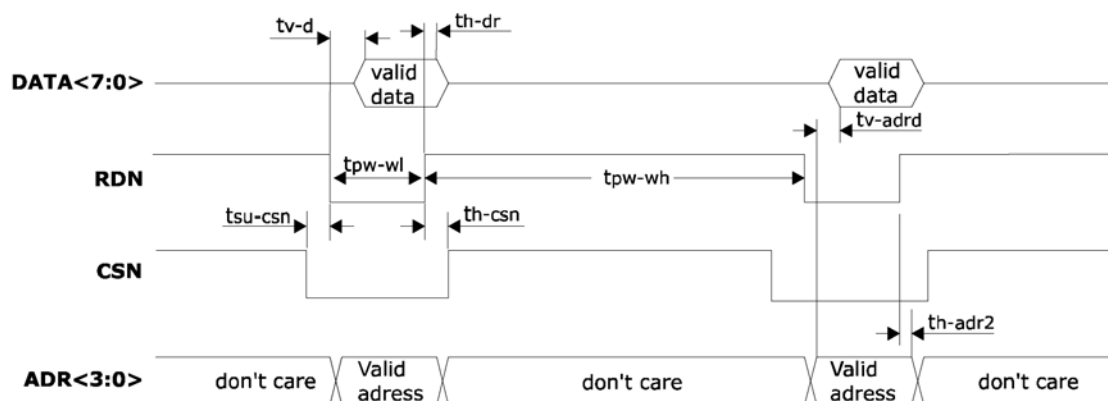 tv-d
th-dr
DATA<7:0>
valid
data
valid
data
tv-adrd
RDN
tpw-wl
tpw-wh
tsu-csn
th-csn
CSN
th-adr2
ADR<3:0>
don't care
Valid
adress
don't care
Valid
adress
don't care